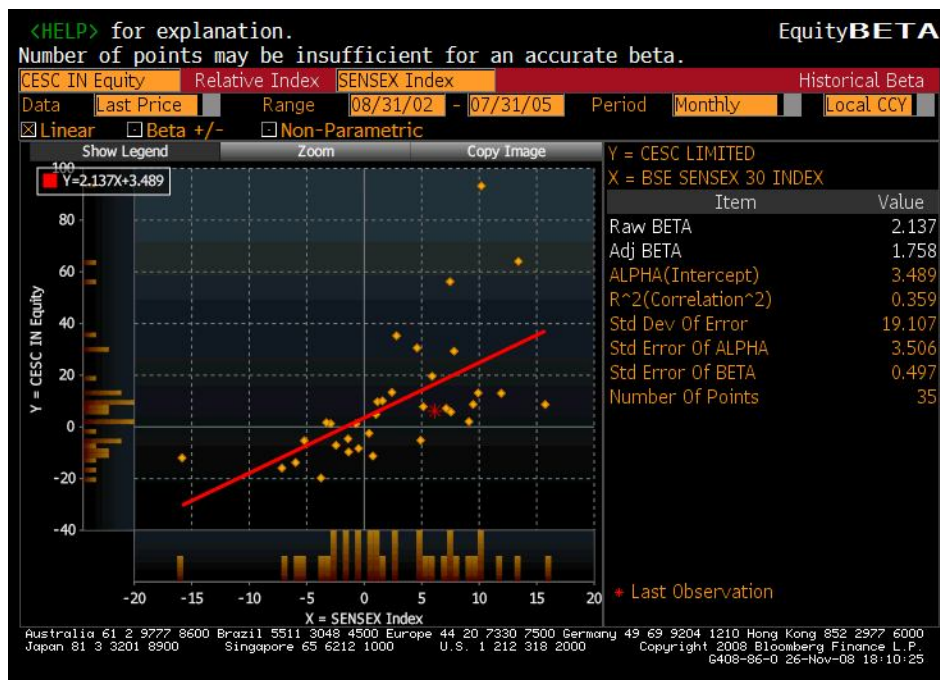 <HELP> for explanation. EquityBETA
Number of points may be insufficient for an accurate beta.
CESC IN Equity Relative Index SENSEX Index Historical Beta
Data Last Price Range 08/31/02 - 07/31/05 Period Monthly Local CCY
Linear Beta +/- Non-Parametric
Show Legend Zoom Copy Image
Y=2.137X+3.489
100
80
60
40
20
0
-20
-40
Y = CESC IN Equity
-20 -15 -10 -5 0 5 10 15 20
X = SENSEX Index
Y = CESC LIMITED
X = BSE SENSEX 30 INDEX
Item Value
Raw BETA 2.137
Adj BETA 1.758
ALPHA(Intercept) 3.489
R^2(Correlation^2) 0.359
Std Dev Of Error 19.107
Std Error Of ALPHA 3.506
Std Error Of BETA 0.497
Number Of Points 35
* Last Observation
Australia 61 2 9777 8600 Brazil 5511 3048 4500 Europe 44 20 7330 7500 Germany 49 69 9204 1210 Hong Kong 852 2977 6000
Japan 81 3 3201 8900 Singapore 65 6212 1000 U.S. 1 212 318 2000 Copyright 2008 Bloomberg Finance L.P.
G408-86-0 26-Nov-08 18:10:25